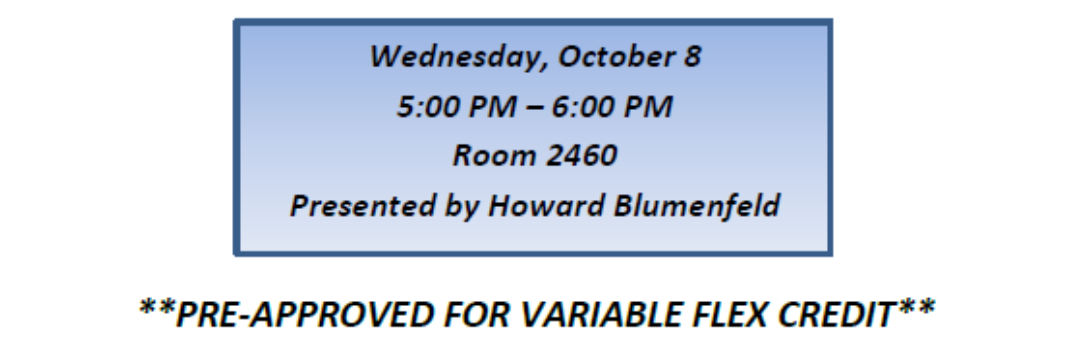 Wednesday, October 8
5:00 PM – 6:00 PM
Room 2460
Presented by Howard Blumenfeld
**PRE-APPROVED FOR VARIABLE FLEX CREDIT**